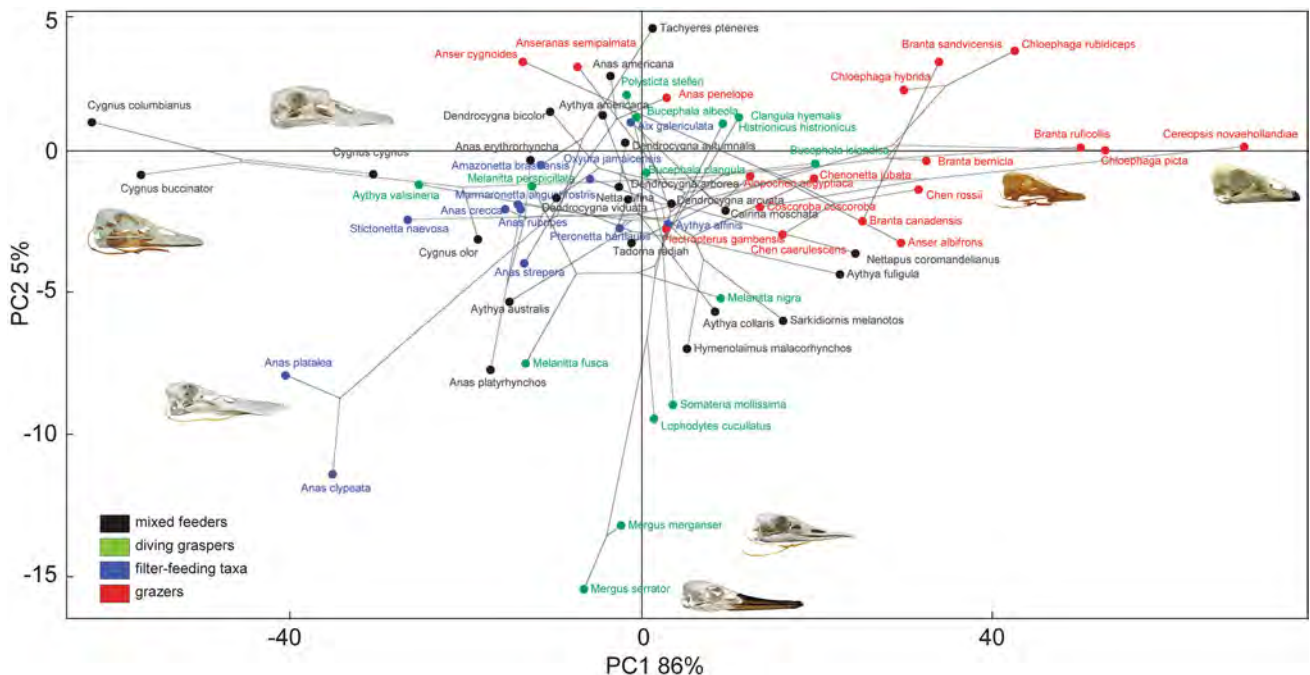 5
Tachyeres pteneres
Anser cygnoides
Anseranas semipalmata
Branta sandvicensis
Chloephaga rubidiceps
Anas americana
Polysticta stelleri
Chloephaga hybrida
Cygnus columbianus
Anas penelope
Aythya americana
Bucephala albeola
Clangula hyemalis
Dendrocygna bicolor
Aix galericulata
Histrionicus histrionicus
Branta ruficollis
Cereopsis novaehollandiae
Anas erythrorhyncha
Dendrocygna autumnalis
0
Cygnus cygnus
Amazonetta brasiliensis
Oxyura jamaicensis
Bucephala islandica
Branta bernicla
Chloephaga picta
Cygnus buccinator
Melanitta perspicillata
Bucephala clangula
Alopochen aegyptiaca
Chenonetta jubata
Aythya valisineria
Marmaronetta angustirostris
Netta rufina
Dendrocygna arborea
Chen rossii
Anas crecca
Dendrocygna viduata
Dendrocygna arcuata
Coscoroba coscoroba
Stictonetta naevosa
Anas rubripes
Cairina moschata
Branta canadensis
Pteronetta hartlaubii
Aythya affinis
Plectropterus gambensis
Cygnus olor
Tadorna radjah
Chen caerulescens
Anser albifrons
Anas strepera
Nettapus coromandelianus
Aythya fuligula
-5
Aythya australis
Melanitta nigra
Aythya collaris
Sarkidiornis melanotos
Hymenolaimus malacorhynchos
Anas platalea
Melanitta fusca
Anas platyrhynchos
Somateria mollissima
Lophodytes cucullatus
-10
Anas clypeata
mixed feeders
Mergus merganser
diving graspers
filter-feeding taxa
-15
grazers
Mergus serrator
PC2 5%
-40
0
40
PC1 86%